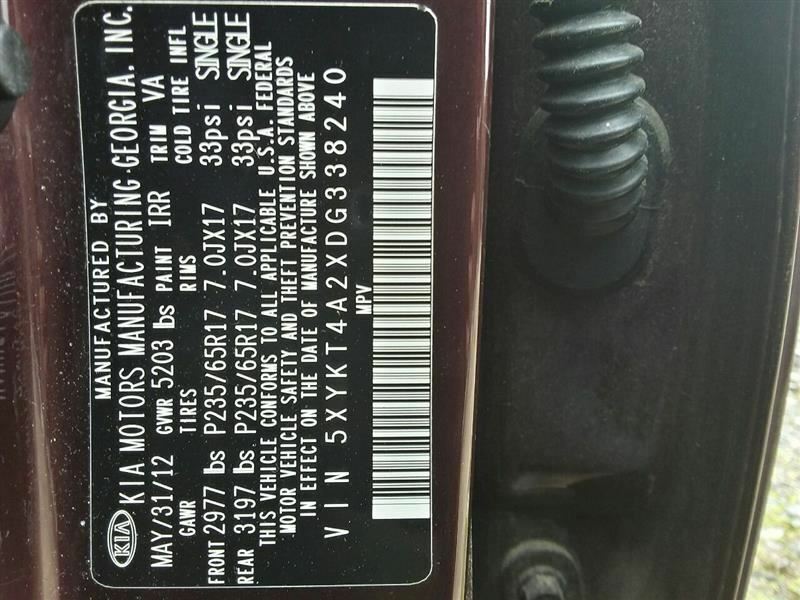 MANUFACTURED BY
KIA KIA MOTORS MANUFACTURING GEORGIA, INC.
MAY/31/12 GVWR 5203 lbs PAINT IRR TRIM VA
GAWR TIRES RIMS COLD TIRE INFL
FRONT 2977 lbs P235/65R17 7.0JX17 33psi SINGLE
REAR 3197 lbs P235/65R17 7.0JX17 33psi SINGLE
THIS VEHICLE CONFORMS TO ALL APPLICABLE U.S.A. FEDERAL
MOTOR VEHICLE SAFETY AND THEFT PREVENTION STANDARDS
IN EFFECT ON THE DATE OF MANUFACTURE SHOWN ABOVE
VIN 5XYKT4A2XDG338240
MPV